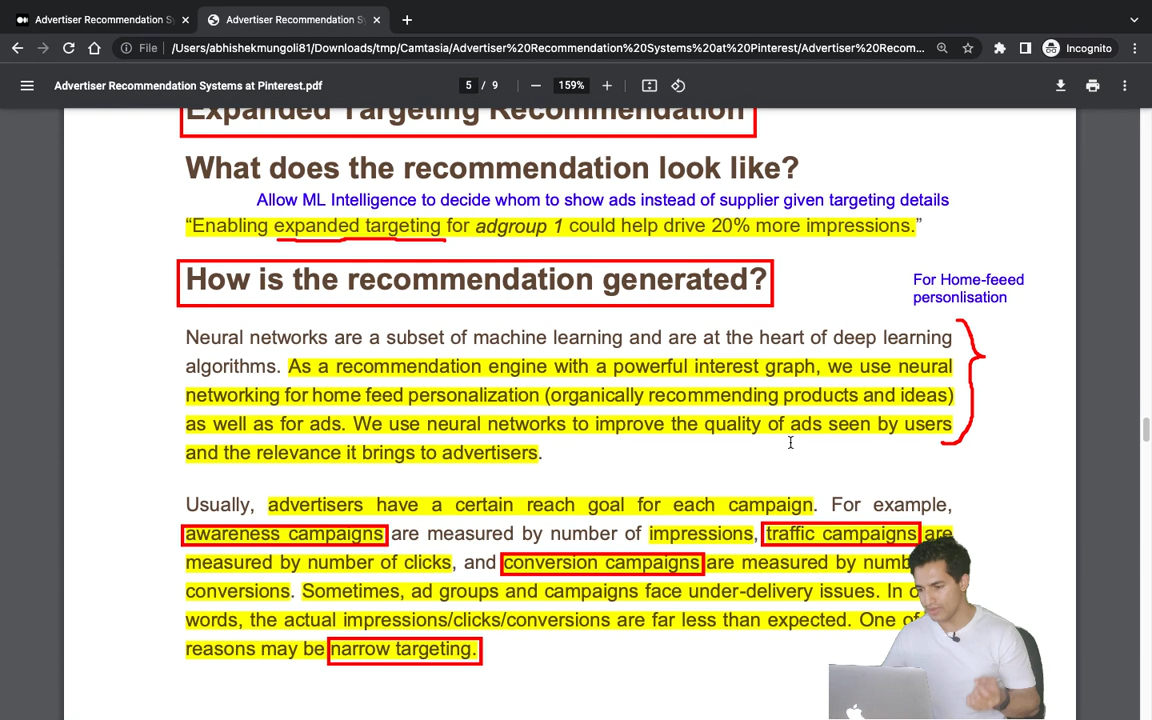 Advertiser Recommendation S
Advertiser Recommendation S
File
/Users/abhishekmungoli81/Downloads/tmp/Camtasia/Advertiser%20Recommendation%20Systems%20at%20Pinterest/Advertiser%20Recom...
Incognito
Advertiser Recommendation Systems at Pinterest.pdf
5 / 9
159%
Expanded Targeting Recommendation
What does the recommendation look like?
Allow ML Intelligence to decide whom to show ads instead of supplier given targeting details
“Enabling expanded targeting for adgroup 1 could help drive 20% more impressions.”
How is the recommendation generated?
For Home-feeed
personlisation
Neural networks are a subset of machine learning and are at the heart of deep learning
algorithms. As a recommendation engine with a powerful interest graph, we use neural
networking for home feed personalization (organically recommending products and ideas)
as well as for ads. We use neural networks to improve the quality of ads seen by users
and the relevance it brings to advertisers.
Usually, advertisers have a certain reach goal for each campaign. For example,
awareness campaigns are measured by number of impressions, traffic campaigns are
measured by number of clicks, and conversion campaigns are measured by numb
conversions. Sometimes, ad groups and campaigns face under-delivery issues. In o
words, the actual impressions/clicks/conversions are far less than expected. One of
reasons may be narrow targeting.